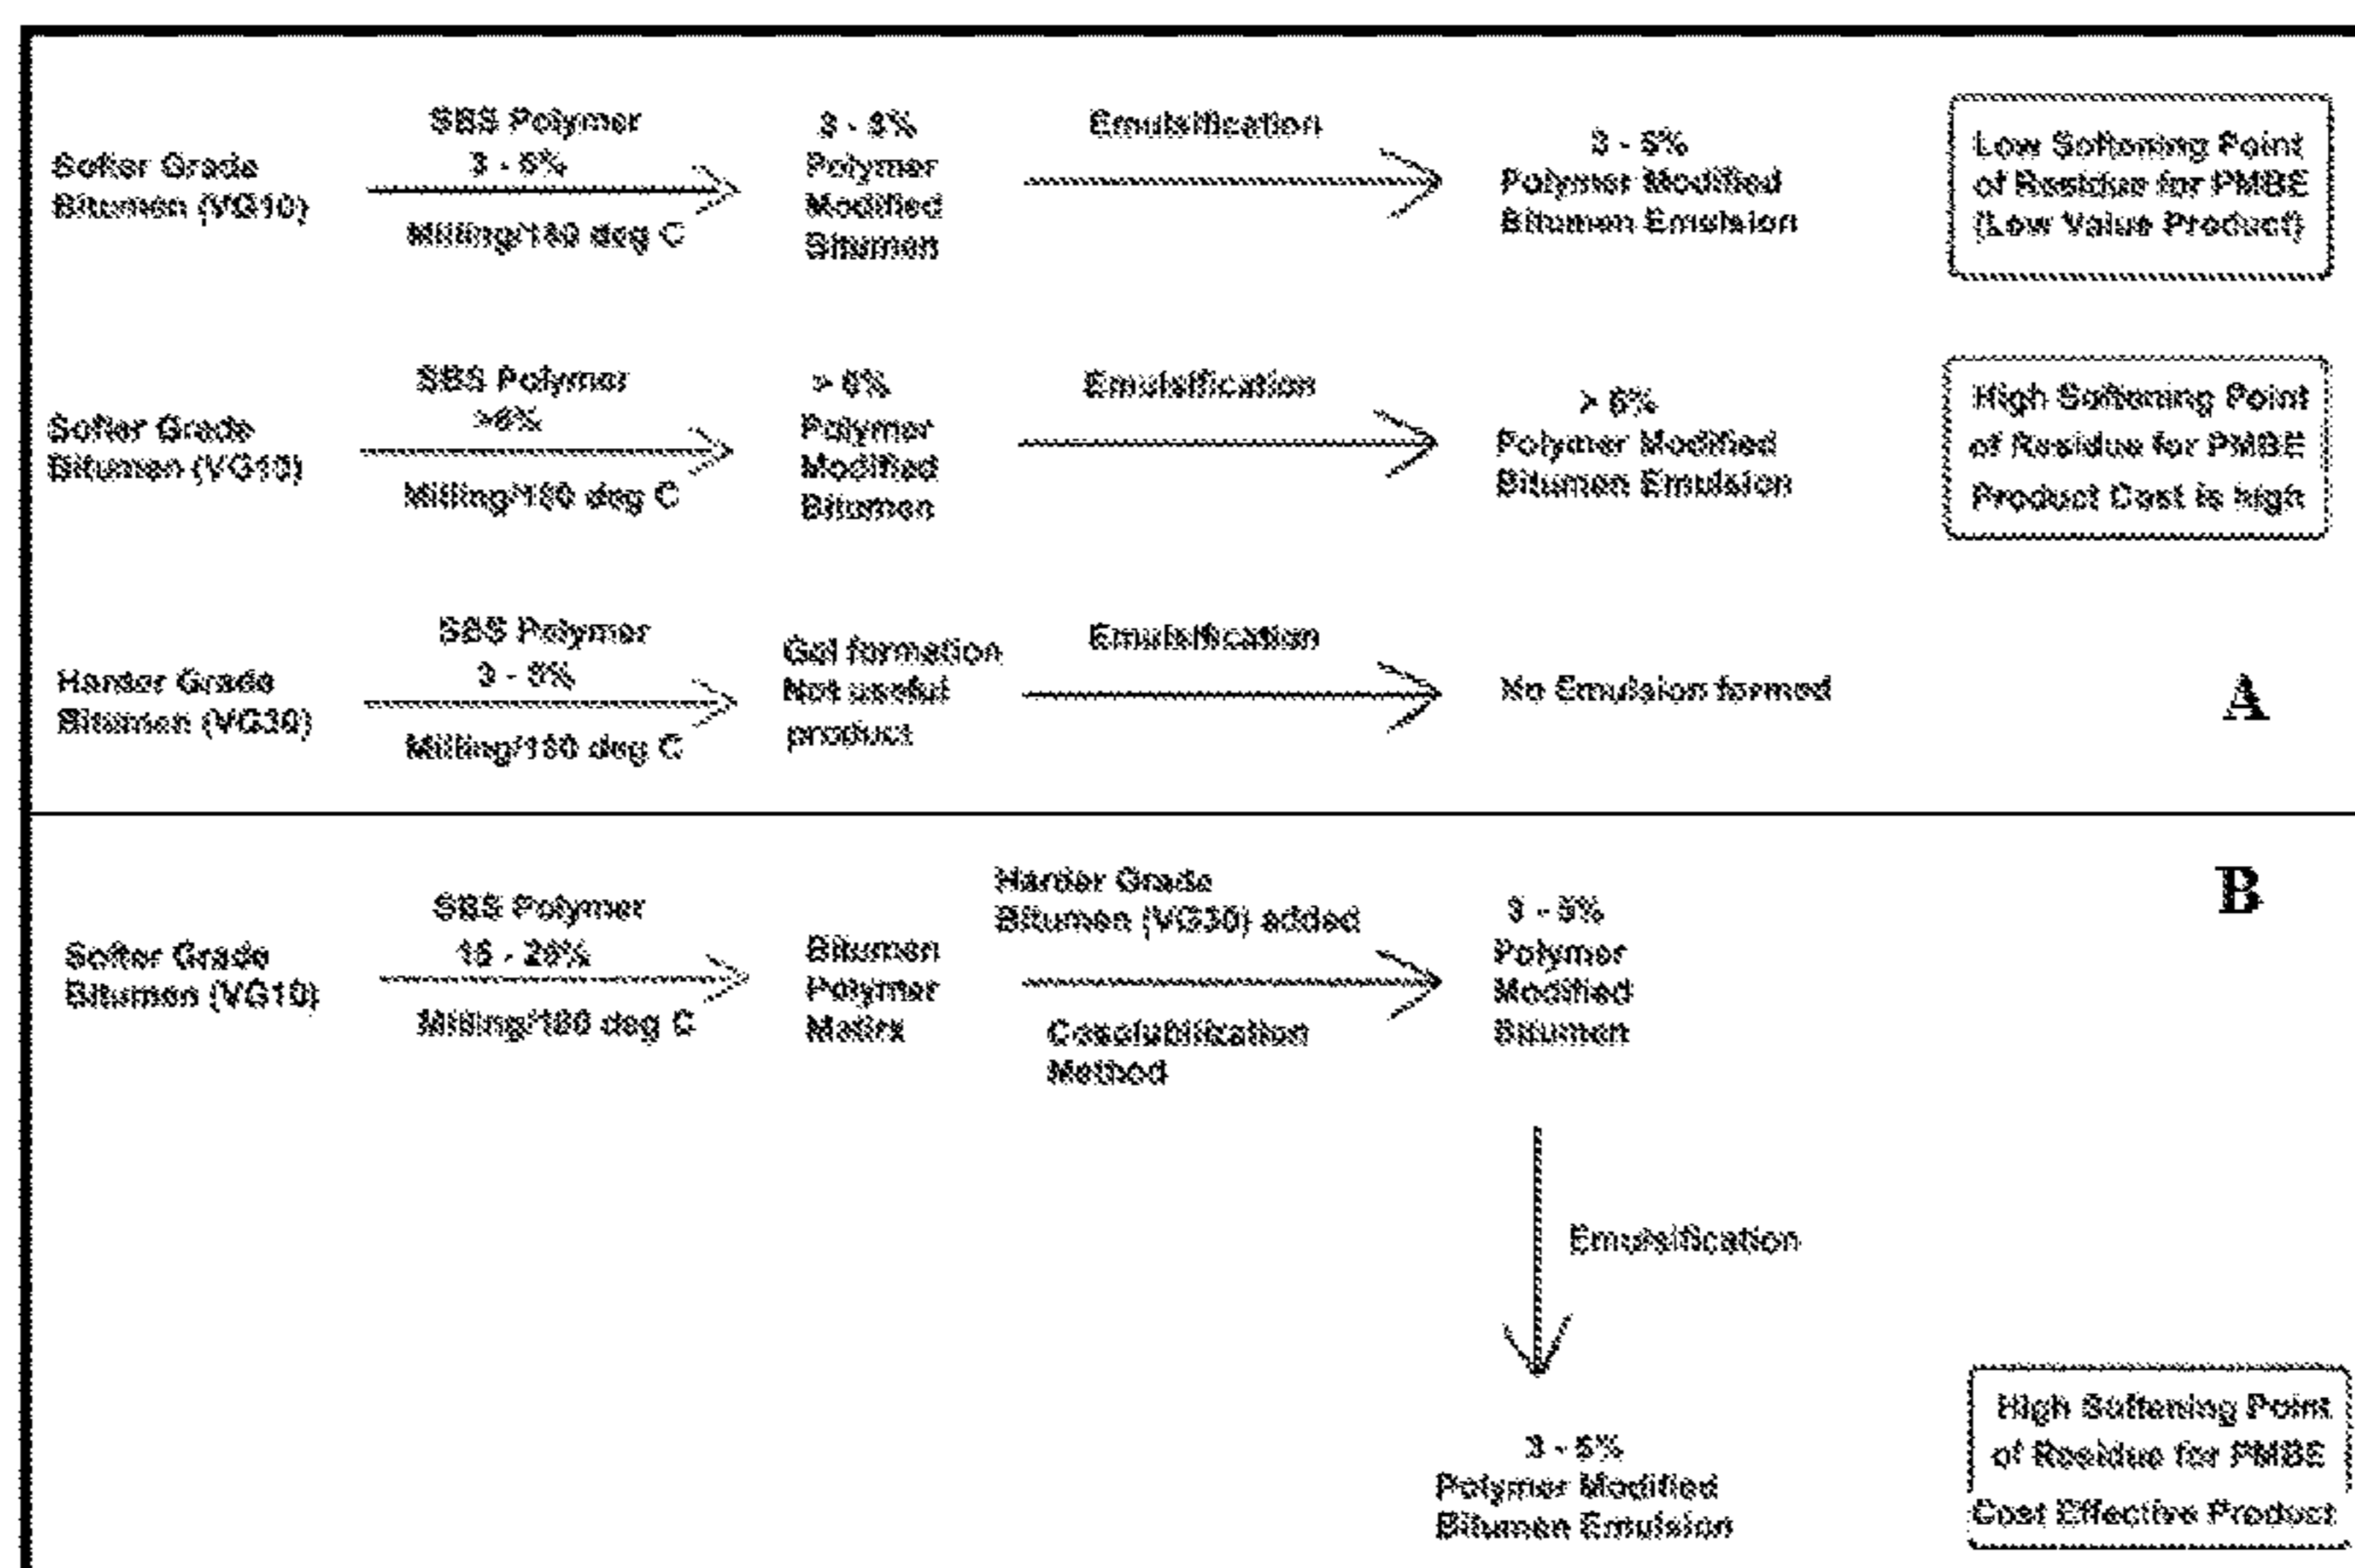 SBS Polymer
3 - 5%
Softer Grade
Bitumen (VG10)
Milling/180 deg C
3 - 5%
Polymer
Modified
Bitumen
Emulsification
3 - 5%
Polymer Modified
Bitumen Emulsion
Low Softening Point
of Residue for PMBE
(Low Value Product)
SBS Polymer
>6%
Softer Grade
Bitumen (VG10)
Milling/180 deg C
> 6%
Polymer
Modified
Bitumen
Emulsification
> 6%
Polymer Modified
Bitumen Emulsion
High Softening Point
of Residue for PMBE
Product Cost is high
SBS Polymer
3 - 5%
Harder Grade
Bitumen (VG30)
Milling/180 deg C
Gel formation
Not useful
product
Emulsification
No Emulsion formed
A
B
SBS Polymer
Softer Grade
Bitumen (VG10)
Milling/180 deg C
Bitumen
Polymer
Matirx
Harder Grade
Bitumen (VG30) added
Cosolubilization
Method
3 - 5%
Polymer
Modified
Bitumen
Emulsification
3 - 5%
Polymer Modified
Bitumen Emulsion
High Softening Point
of Residue for PMBE
Cost Effective Product